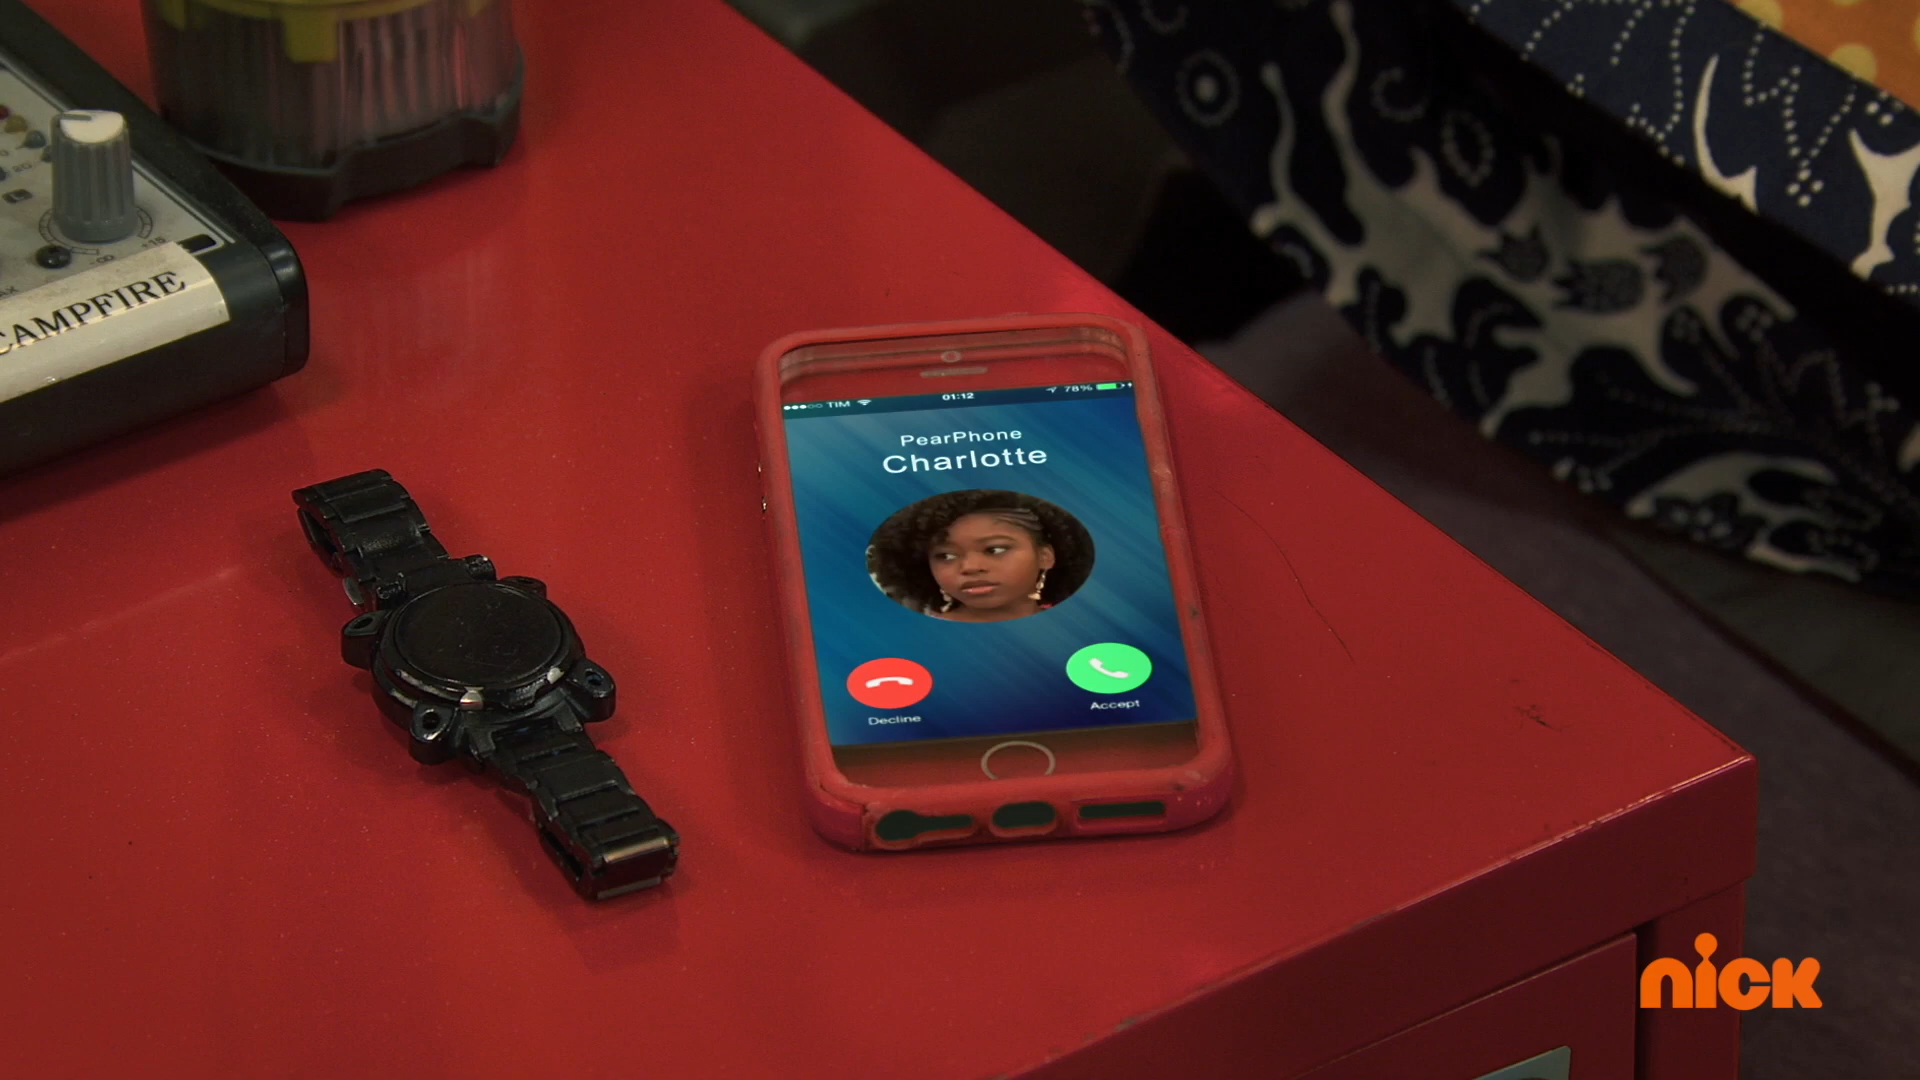 CAMPFIRE
TIM 01:12 78%
PearPhone
Charlotte
Decline
Accept
nick